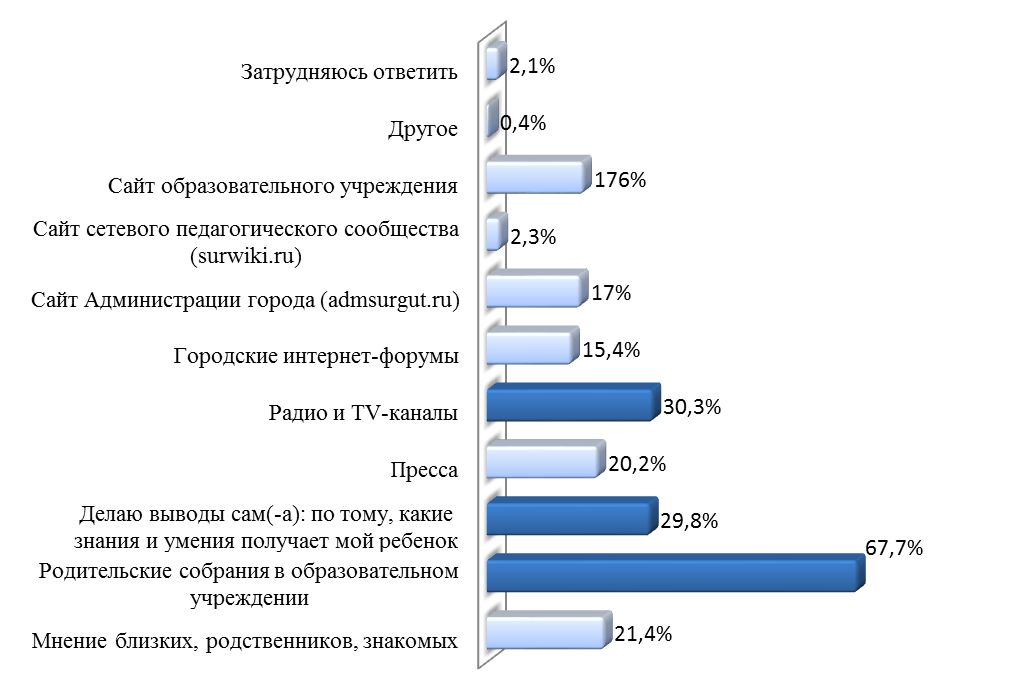 Затрудняюсь ответить
2,1%
Другое
0,4%
Сайт образовательного учреждения
176%
Сайт сетевого педагогического сообщества
(surwiki.ru)
2,3%
Сайт Администрации города (admsurgut.ru)
17%
Городские интернет-форумы
15,4%
Радио и TV-каналы
30,3%
Пресса
20,2%
Делаю выводы сам(-а): по тому, какие
знания и умения получает мой ребенок
29,8%
Родительские собрания в образовательном
учреждении
67,7%
Мнение близких, родственников, знакомых
21,4%